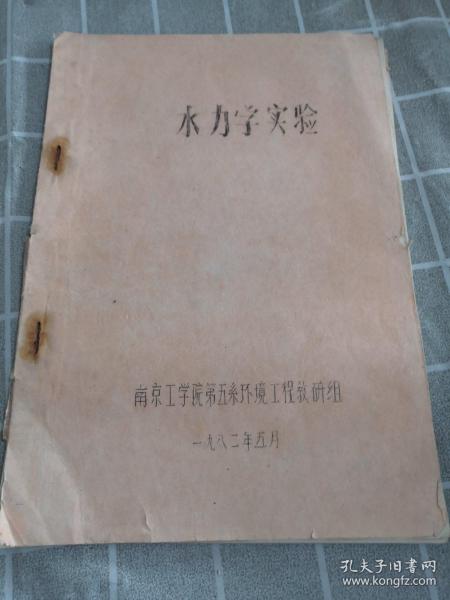 水力学实验
南京工学院第五系环境工程教研组
一九八二年五月
孔夫子旧书网
www.kongfz.com